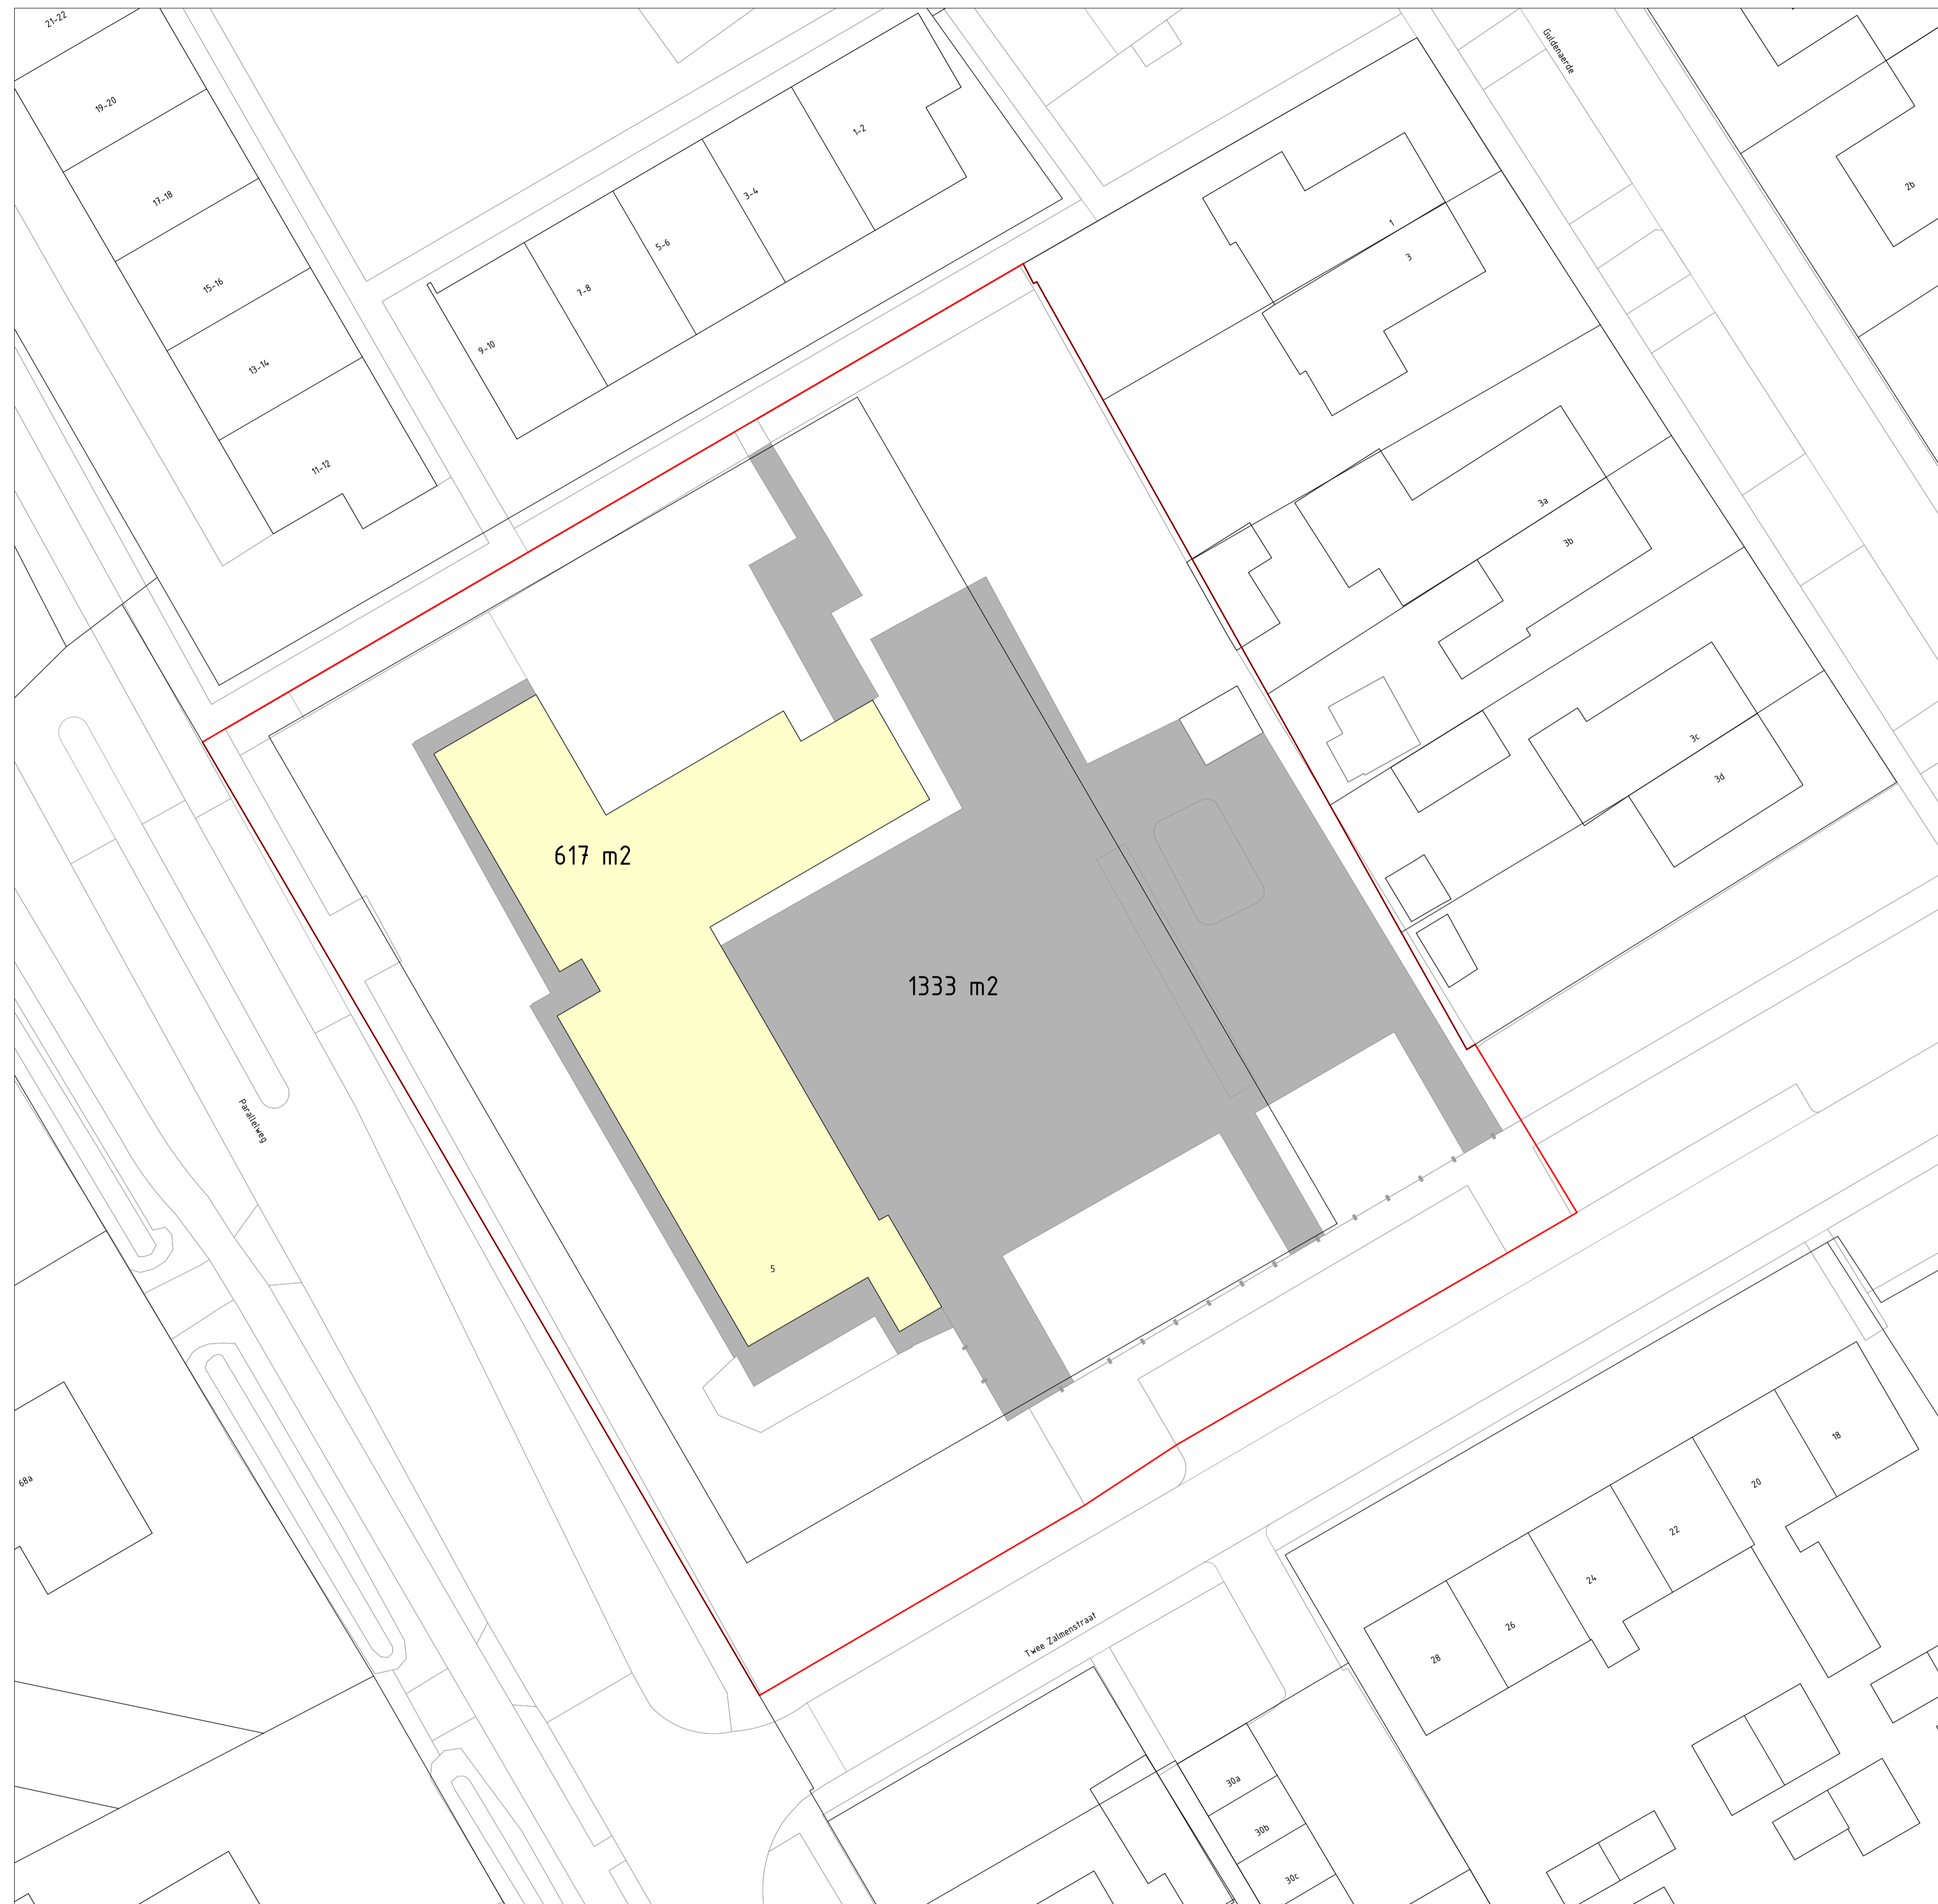 21-22
19-20
17-18
15-16
13-14
11-12
9-10
7-8
5-6
3-4
1-2
Guldenaerde
2b
1
3
3a
3b
3c
3d
617 m2
1333 m2
5
Parallelweg
68a
Twee Zalmenstraat
18
20
22
24
26
28
30a
30b
30c